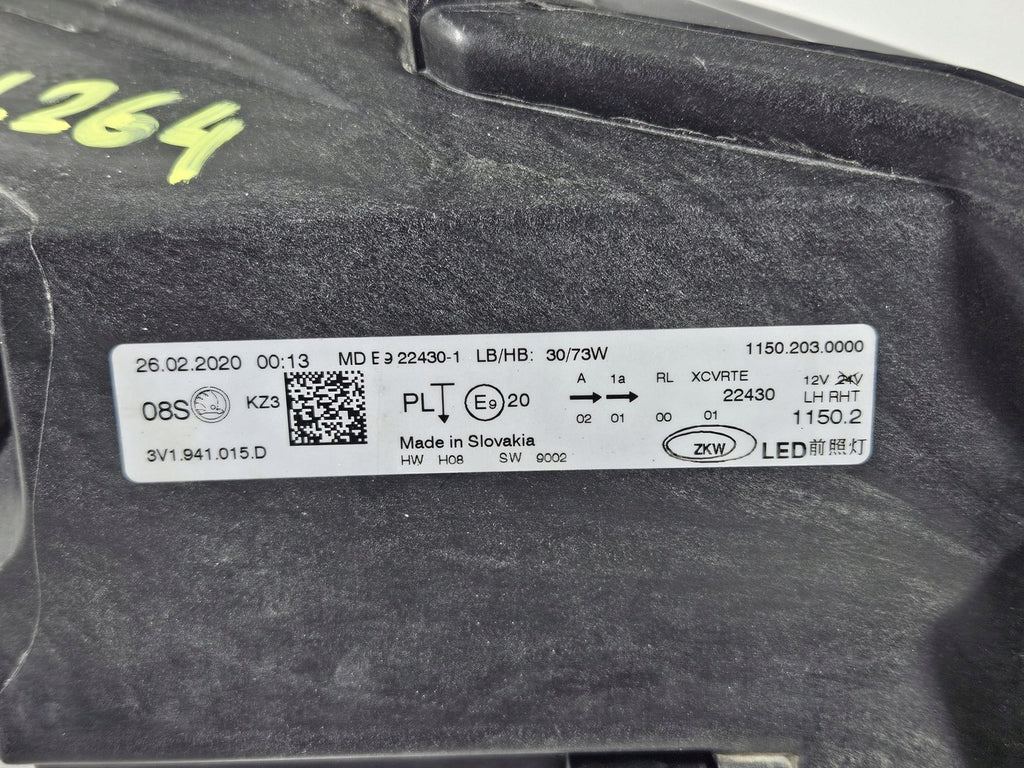 264
26.02.2020 00:13 MD E9 22430-1 LB/HB: 30/73W 1150.203.0000
08S KZ3 PL E9 20 A 1a RL XCVRTE 12V 24V
22430 LH RHT
02 01 00 01 1150.2
Made in Slovakia ZKW LED前照灯
3V1.941.015.D HW H08 SW 9002